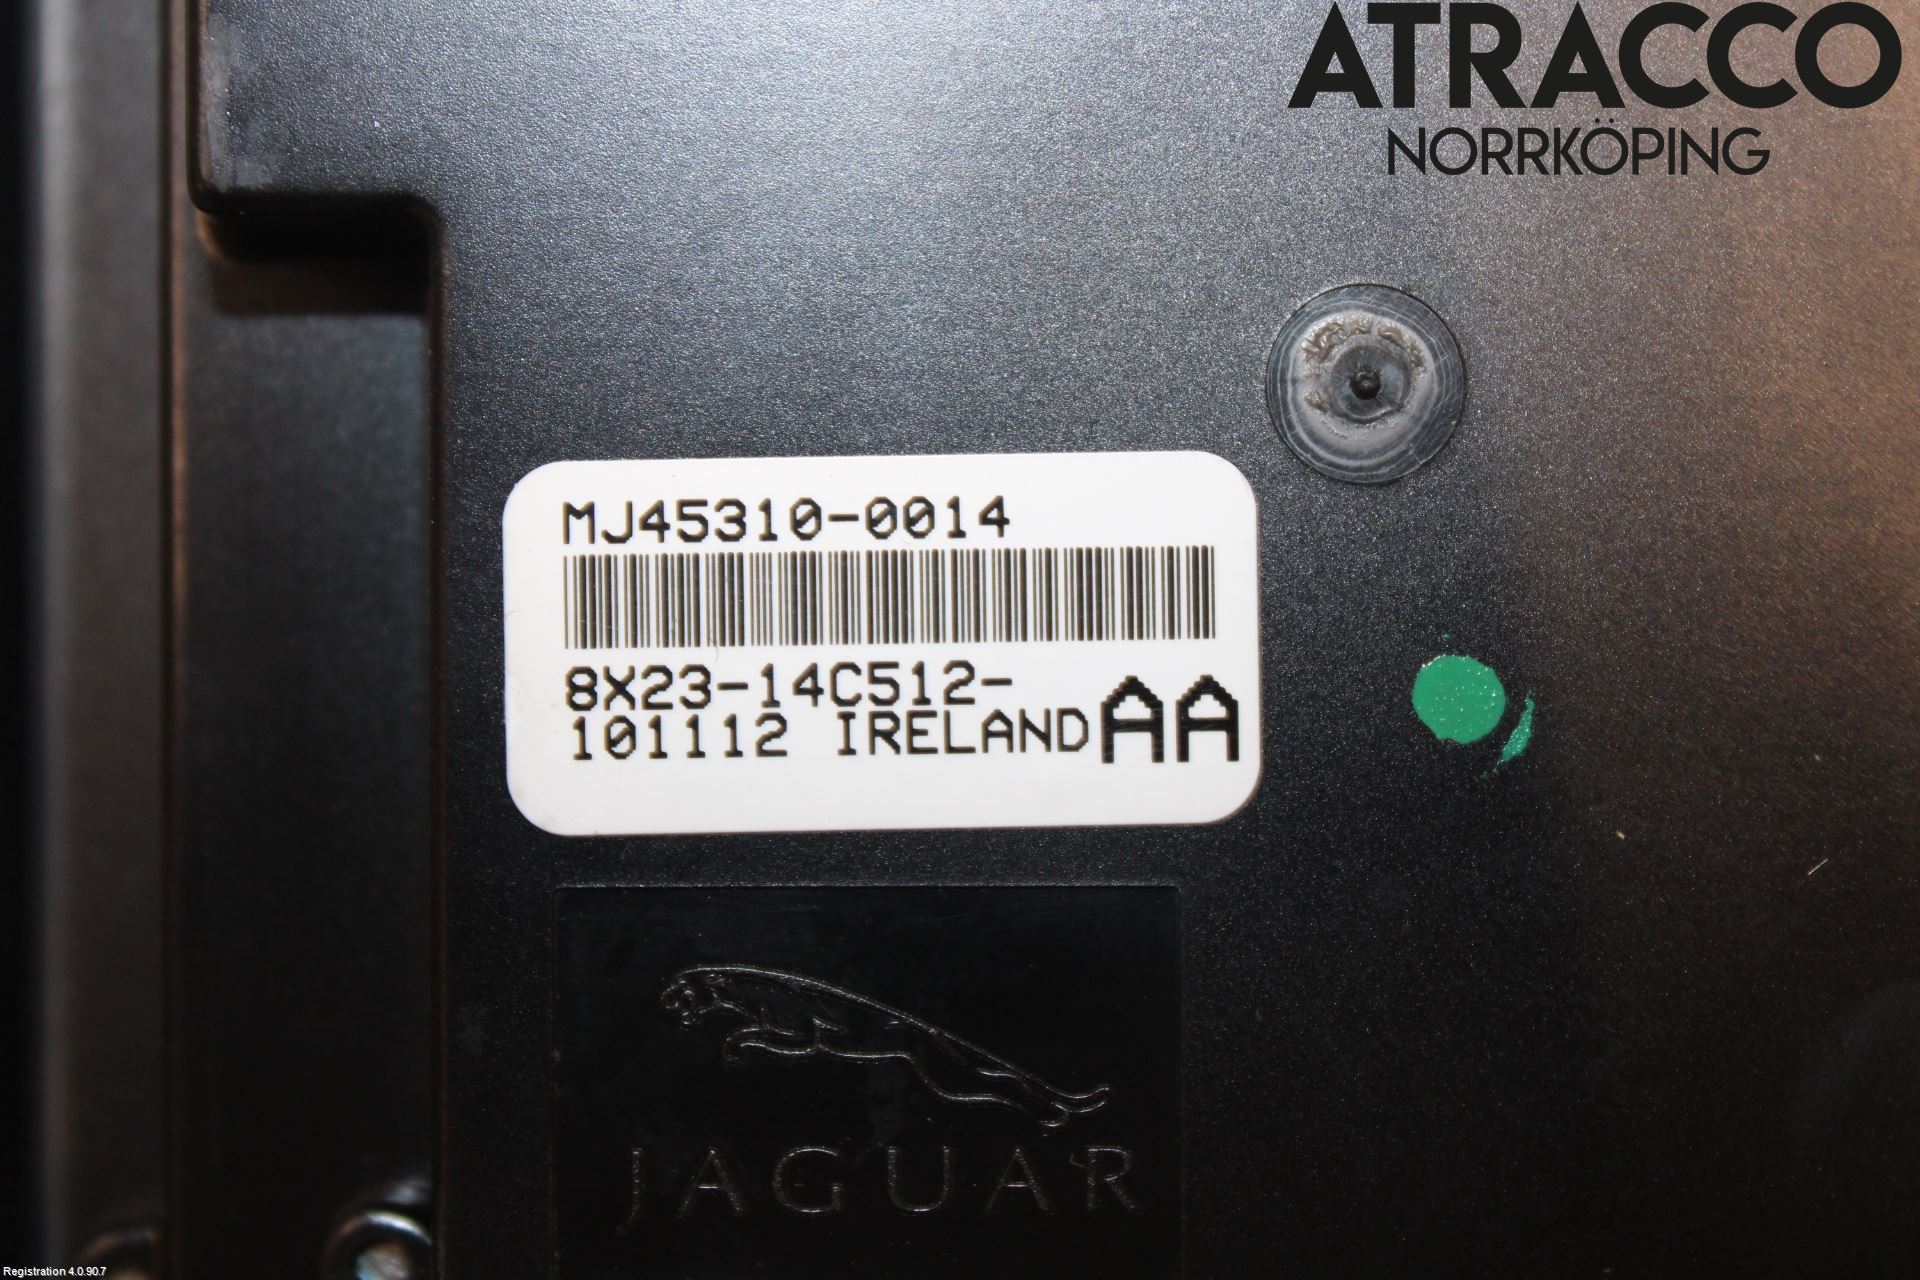 ATRACCO
NORRKÖPING
MJ45310-0014
8X23-14C512-
101112 IRELAND AA
JAGUAR
Registration 4.0.90.7